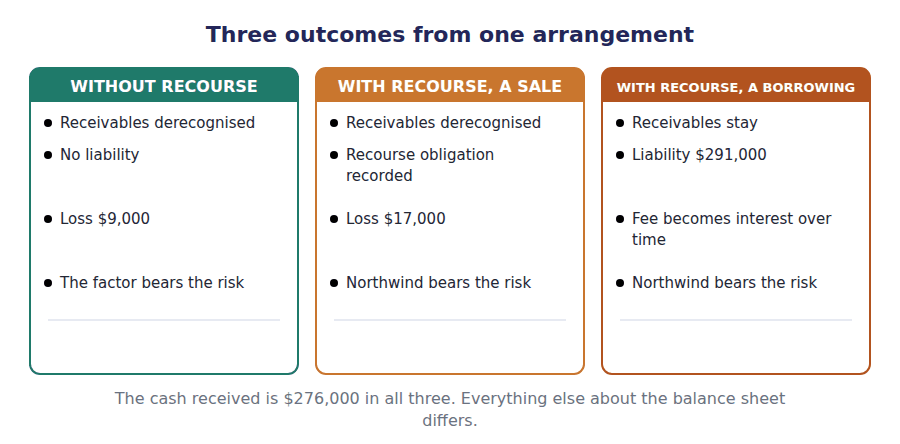 Three outcomes from one arrangement
WITHOUT RECOURSE
Receivables derecognised
No liability
Loss $9,000
The factor bears the risk
WITH RECOURSE, A SALE
Receivables derecognised
Recourse obligation
recorded
Loss $17,000
Northwind bears the risk
WITH RECOURSE, A BORROWING
Receivables stay
Liability $291,000
Fee becomes interest over
time
Northwind bears the risk
The cash received is $276,000 in all three. Everything else about the balance sheet
differs.